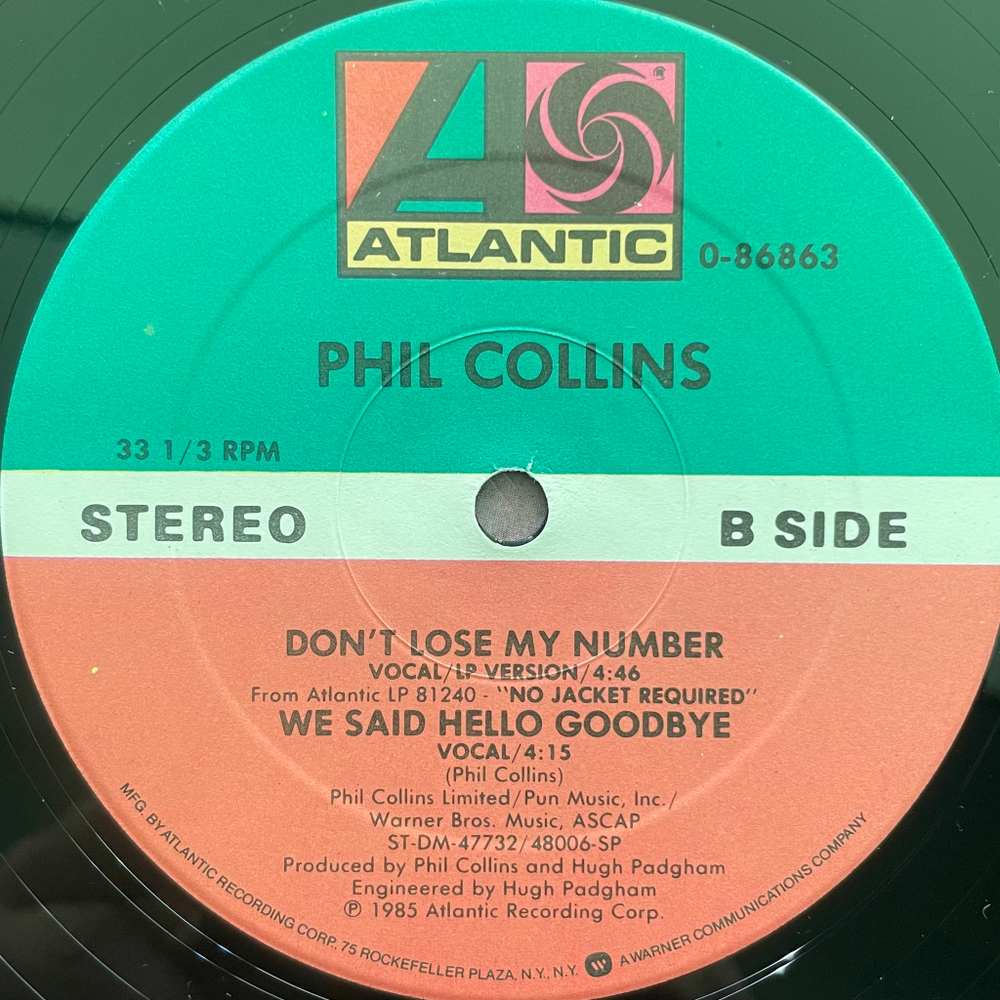 ®
ATLANTIC
0-86863
PHIL COLLINS
33 1/3 RPM
STEREO
B SIDE
DON'T LOSE MY NUMBER
VOCAL/LP VERSION/4:46
From Atlantic LP 81240 - "NO JACKET REQUIRED"
WE SAID HELLO GOODBYE
VOCAL/4:15
(Phil Collins)
Phil Collins Limited/Pun Music, Inc./
Warner Bros. Music, ASCAP
ST-DM-47732/48006-SP
Produced by Phil Collins and Hugh Padgham
Engineered by Hugh Padgham
℗ 1985 Atlantic Recording Corp.
MFG. BY ATLANTIC RECORDING CORP., 75 ROCKEFELLER PLAZA, N.Y., N.Y. W A WARNER COMMUNICATIONS COMPANY